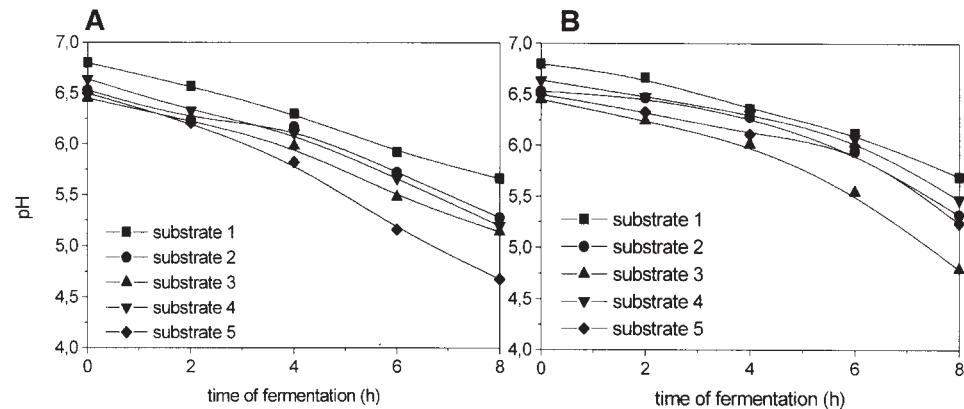 A
7,0
6,5
6,0
5,5
5,0
4,5
4,0
pH
substrate 1
substrate 2
substrate 3
substrate 4
substrate 5
0 2 4 6 8
time of fermentation (h)
B
7,0
6,5
6,0
5,5
5,0
4,5
4,0
substrate 1
substrate 2
substrate 3
substrate 4
substrate 5
0 2 4 6 8
time of fermentation (h)